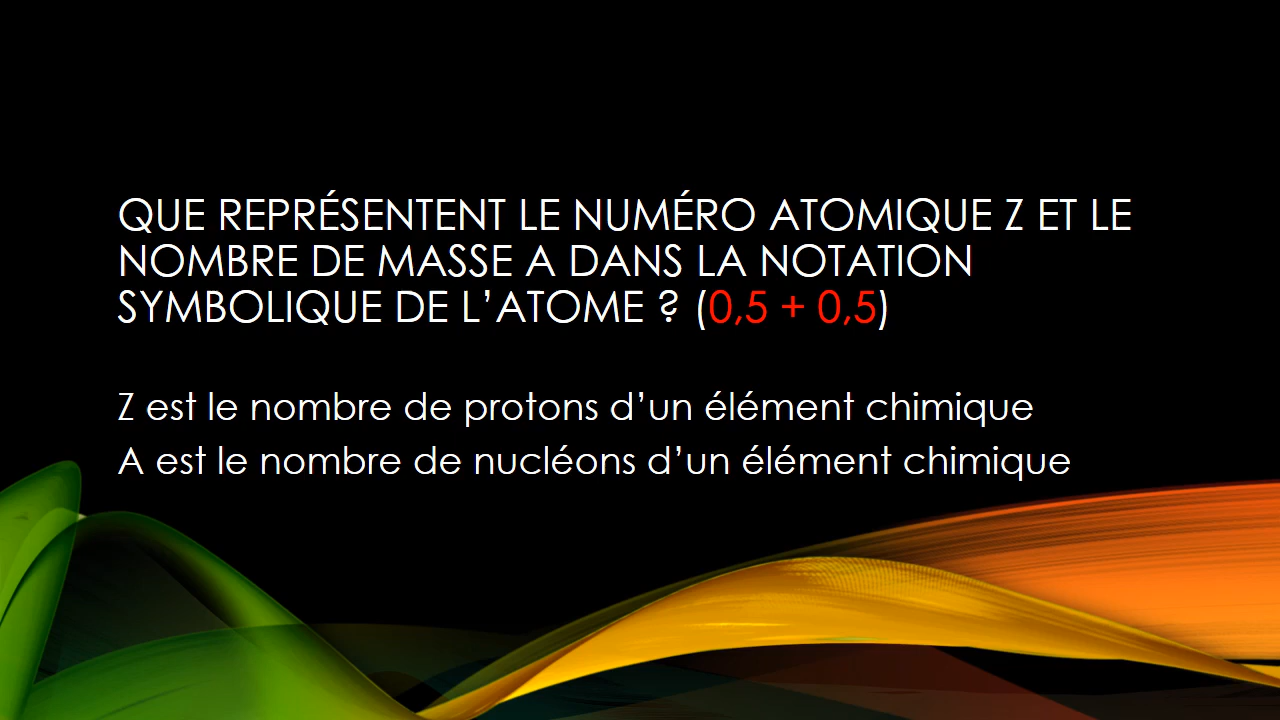 QUE REPRÉSENTENT LE NUMÉRO ATOMIQUE Z ET LE
NOMBRE DE MASSE A DANS LA NOTATION
SYMBOLIQUE DE L’ATOME ? (0,5 + 0,5)
Z est le nombre de protons d’un élément chimique
A est le nombre de nucléons d’un élément chimique